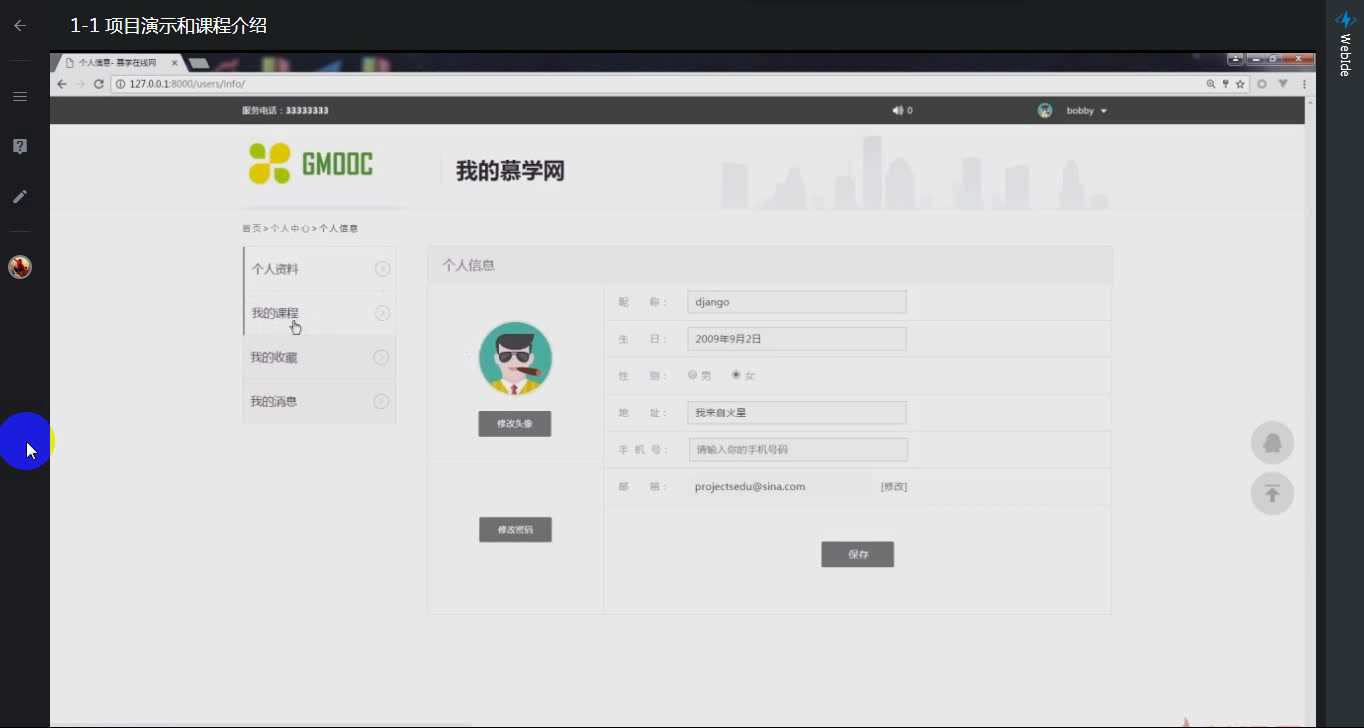 1-1 项目演示和课程介绍
WebIde
个人信息- 慕学在线网
127.0.0.1:8000/users/info/
服务电话：33333333
0
bobby
GMOOC
我的慕学网
首页>个人中心>个人信息
个人资料
我的课程
我的收藏
我的消息
个人信息
修改头像
修改密码
昵 称： django
生 日： 2009年9月2日
性 别： 男 女
地 址： 我来自火星
手 机 号： 请输入你的手机号码
邮 箱： projectsedu@sina.com [修改]
保存